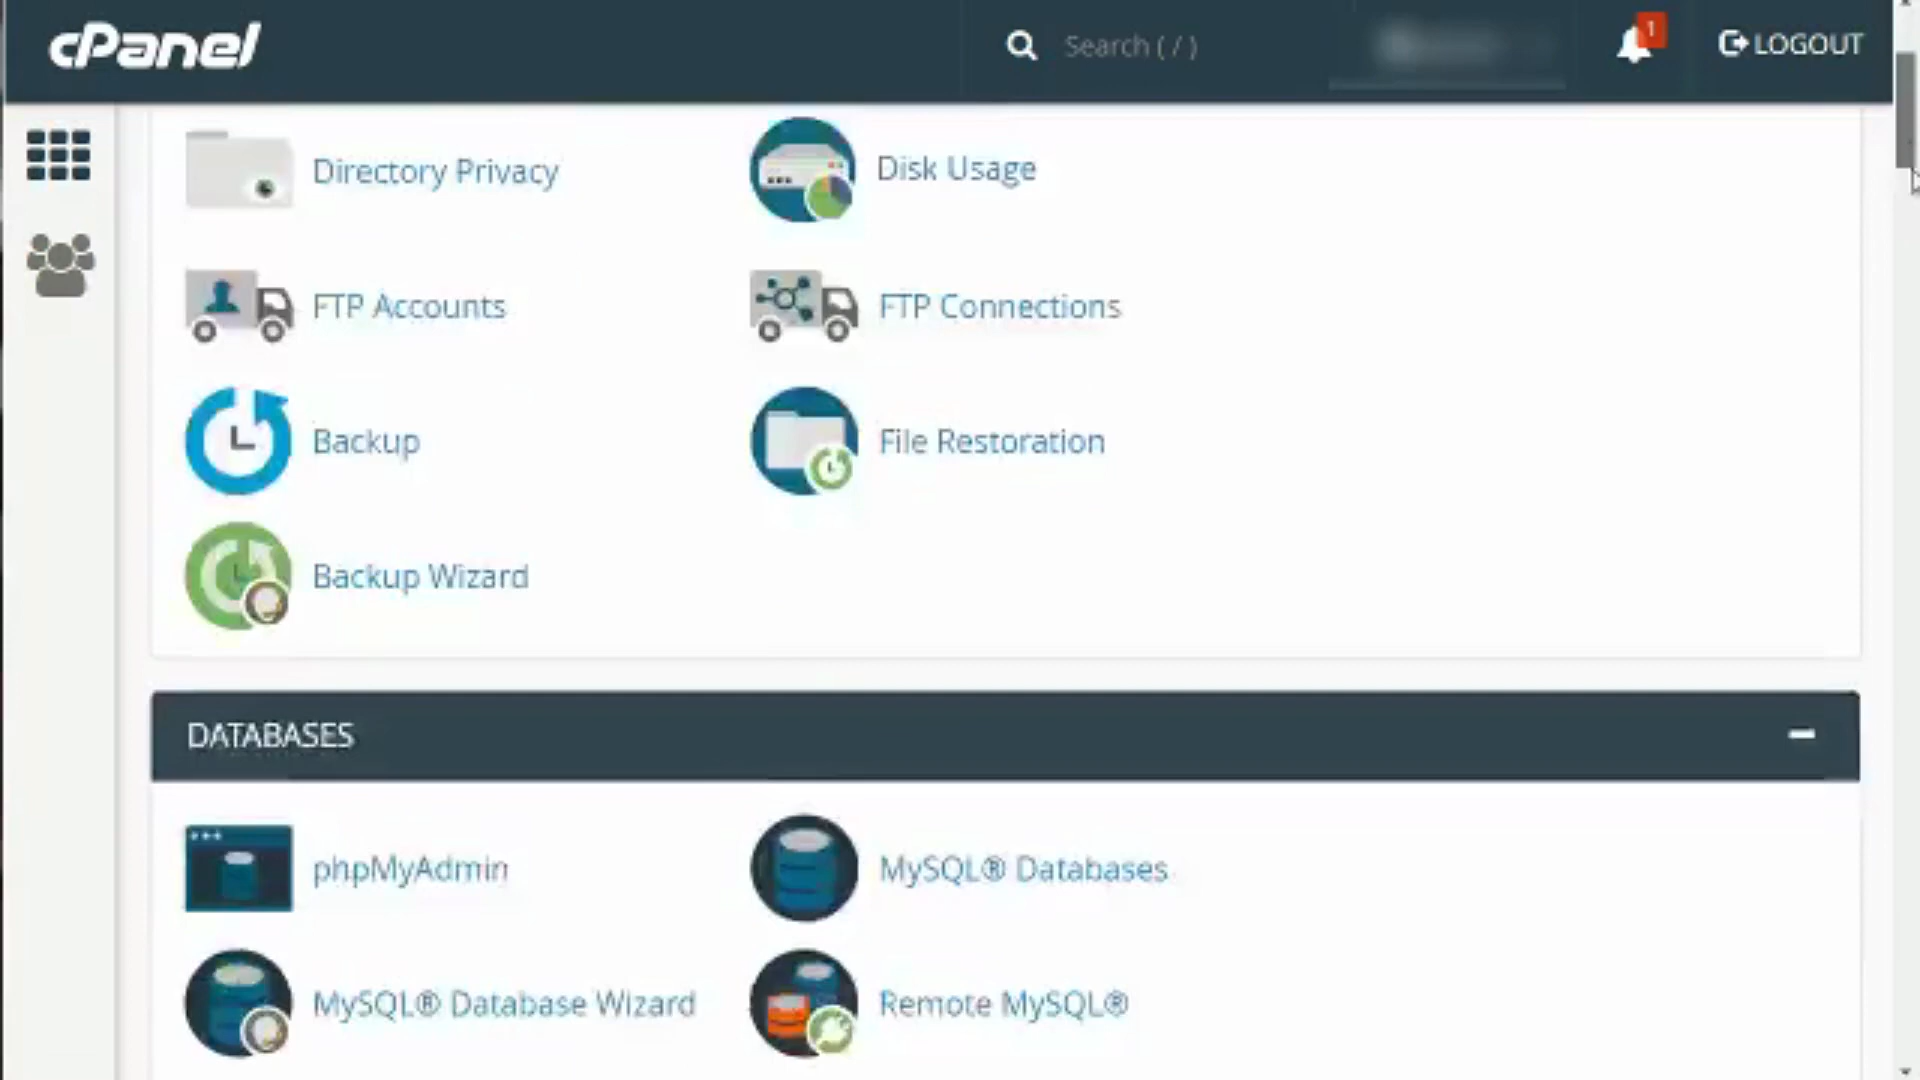 cPanel
Search ( / )
1
LOGOUT
Directory Privacy
Disk Usage
FTP Accounts
FTP Connections
Backup
File Restoration
Backup Wizard
DATABASES
phpMyAdmin
MySQL® Databases
MySQL® Database Wizard
Remote MySQL®